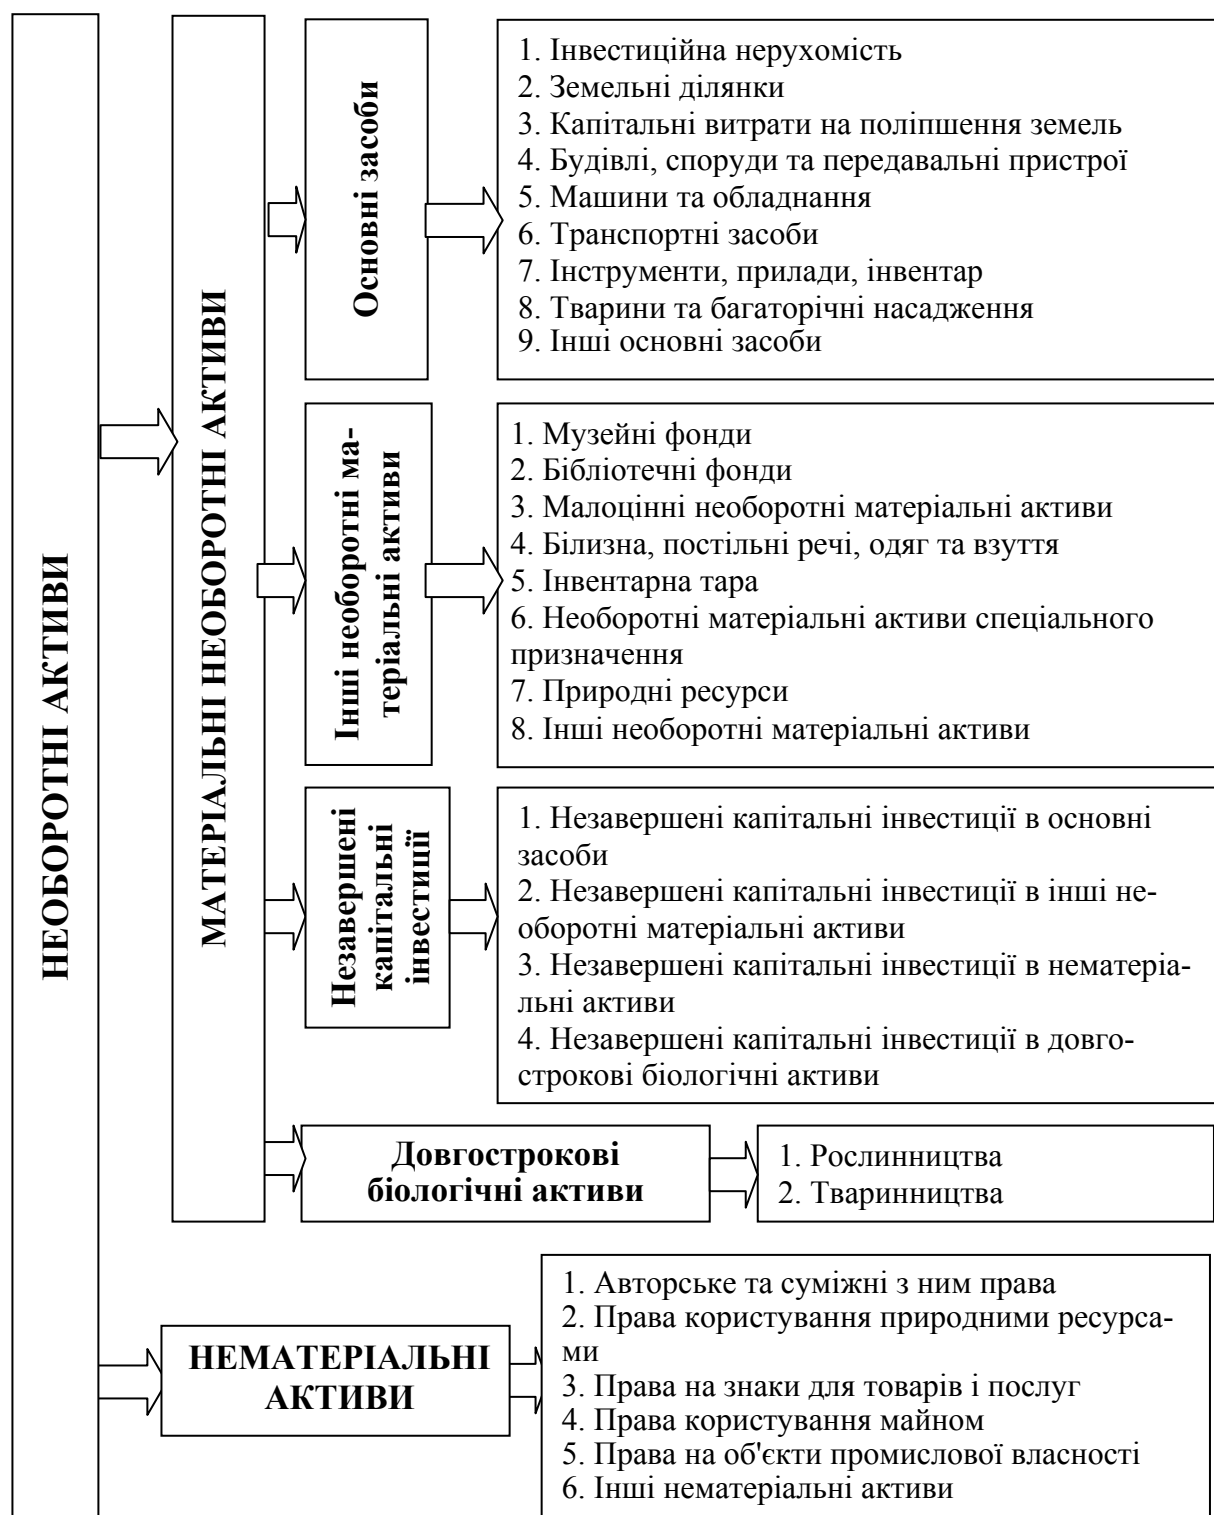 НЕОБОРОТНІ АКТИВИ
МАТЕРІАЛЬНІ НЕОБОРОТНІ АКТИВИ
Основні засоби
1. Інвестиційна нерухомість
2. Земельні ділянки
3. Капітальні витрати на поліпшення земель
4. Будівлі, споруди та передавальні пристрої
5. Машини та обладнання
6. Транспортні засоби
7. Інструменти, прилади, інвентар
8. Тварини та багаторічні насадження
9. Інші основні засоби
Інші необоротні ма-
теріальні активи
1. Музейні фонди
2. Бібліотечні фонди
3. Малоцінні необоротні матеріальні активи
4. Білизна, постільні речі, одяг та взуття
5. Інвентарна тара
6. Необоротні матеріальні активи спеціального
призначення
7. Природні ресурси
8. Інші необоротні матеріальні активи
Незавершені
капітальні
інвестиції
1. Незавершені капітальні інвестиції в основні
засоби
2. Незавершені капітальні інвестиції в інші не-
оборотні матеріальні активи
3. Незавершені капітальні інвестиції в нематеріа-
льні активи
4. Незавершені капітальні інвестиції в довго-
строкові біологічні активи
Довгострокові
біологічні активи
1. Рослинництва
2. Тваринництва
НЕМАТЕРІАЛЬНІ
АКТИВИ
1. Авторське та суміжні з ним права
2. Права користування природними ресурса-
ми
3. Права на знаки для товарів і послуг
4. Права користування майном
5. Права на об'єкти промислової власності
6. Інші нематеріальні активи